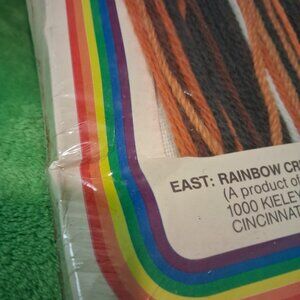 EAST: RAINBOW CR
(A product of
1000 KIELEY
CINCINNAT